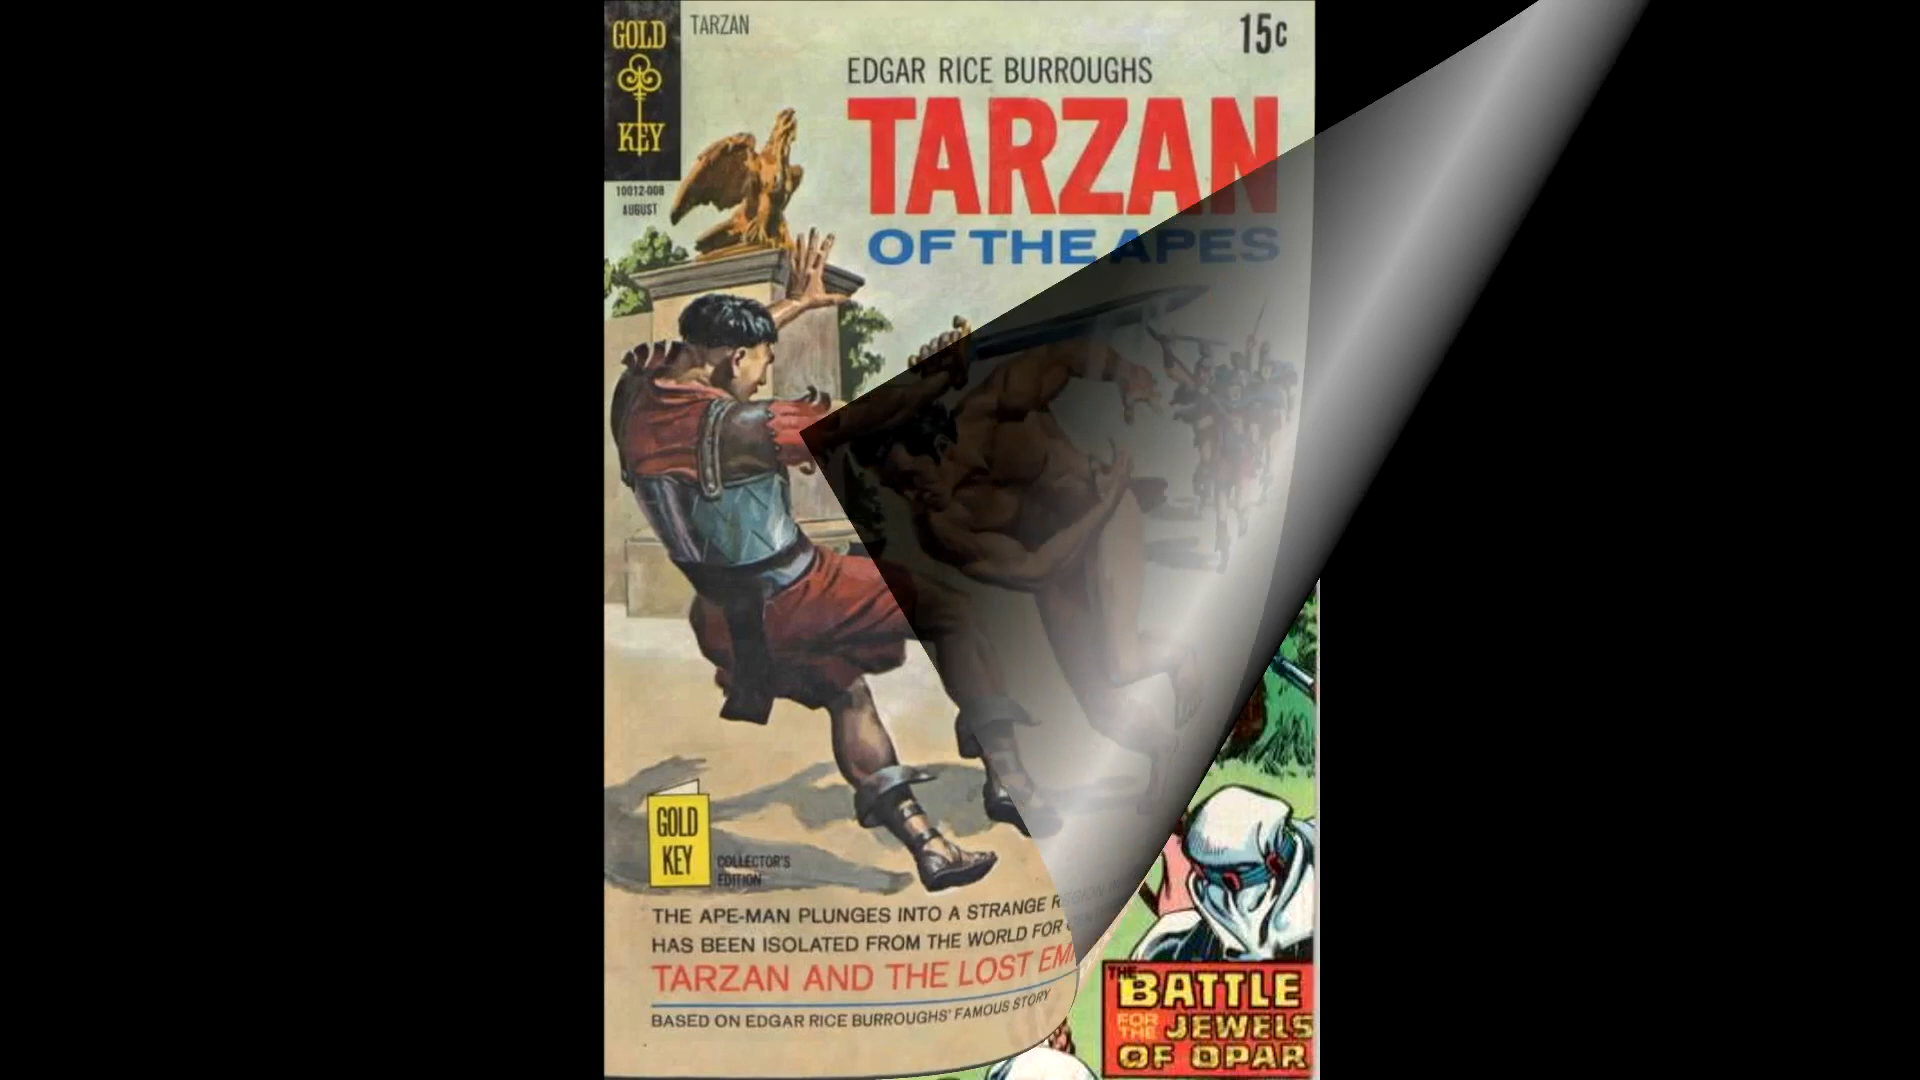 GOLD
KEY
TARZAN
15c
10012-008
AUGUST
EDGAR RICE BURROUGHS
TARZAN
OF THE APES
GOLD
KEY
COLLECTOR'S
EDITION
THE APE-MAN PLUNGES INTO A STRANGE
HAS BEEN ISOLATED FROM THE WORLD FOR
TARZAN AND THE LOST
BASED ON EDGAR RICE BURROUGHS' FAMOUS STORY
THE
BATTLE
FOR
THE
JEWELS
OF OPAR